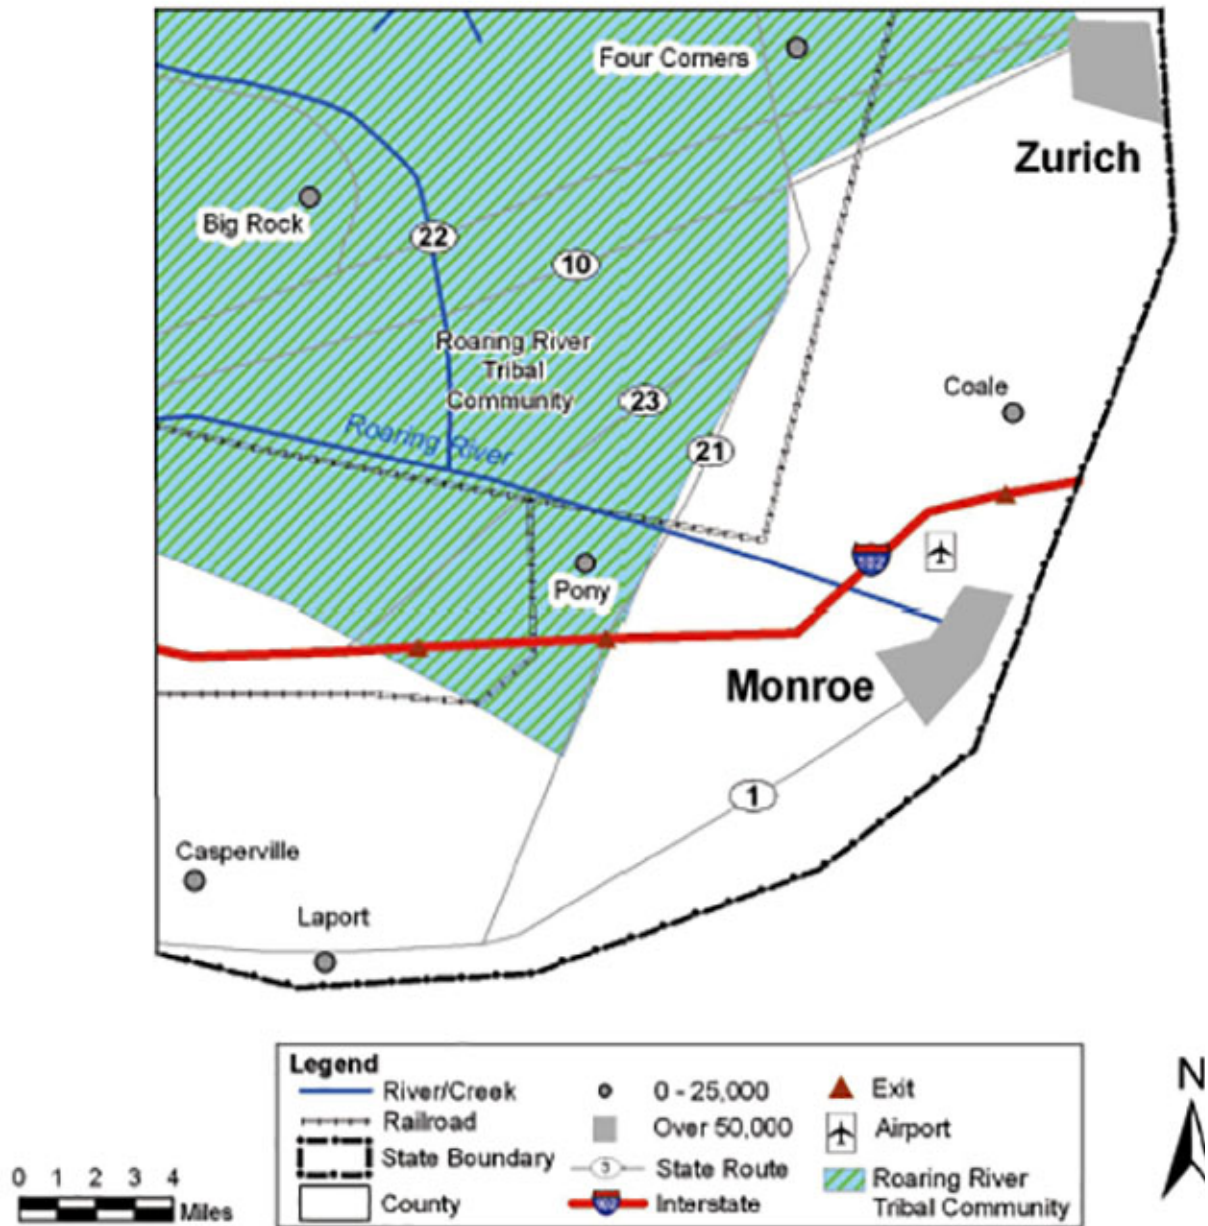 Four Corners
Zurich
Big Rock
22
10
Roaring River
Tribal
Community
Coale
23
Roaring River
21
102
Pony
Monroe
1
Casperville
Laport
Legend
River/Creek
Railroad
State Boundary
County
0 - 25,000
Over 50,000
3 State Route
Interstate
Exit
Airport
Roaring River
Tribal Community
0 1 2 3 4
Miles
N